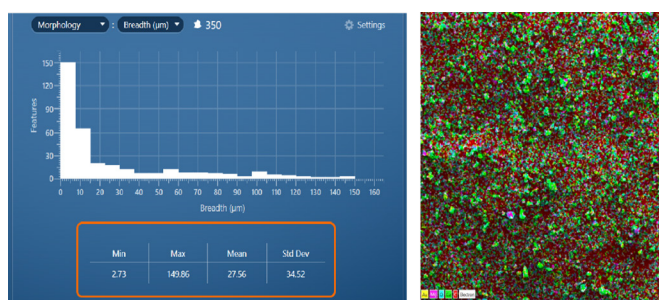 Morphology : Breadth (µm) 350 Settings
150
120
90
60
30
0
Features
0 10 20 30 40 50 60 70 80 90 100 110 120 130 140 150 160
Breadth (µm)
Min Max Mean Std Dev
2.73 149.86 27.56 34.52